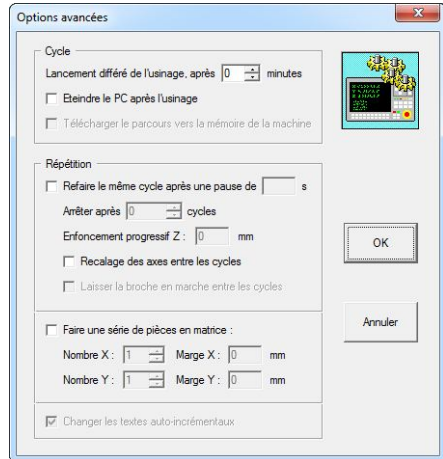 Options avancées
Cycle
Lancement différé de l'usinage, après 0 minutes
Eteindre le PC après l'usinage
Télécharger le parcours vers la mémoire de la machine
Répétition
Refaire le même cycle après une pause de s
Arrêter après 0 cycles
Enfoncement progressif Z : 0 mm
Recalage des axes entre les cycles
Laisser la broche en marche entre les cycles
OK
Faire une série de pièces en matrice :
Annuler
Nombre X : 1 Marge X : 0 mm
Nombre Y : 1 Marge Y : 0 mm
Changer les textes auto-incrémentaux